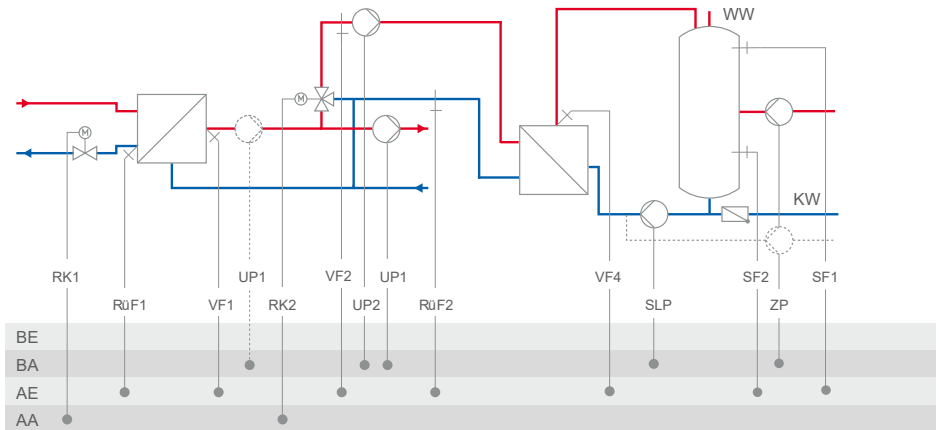 WW
M
M
KW
RK1
UP1
VF2
UP1
VF4
SF2
SF1
RüF1
VF1
RK2
UP2
RüF2
SLP
ZP
BE
BA
AE
AA